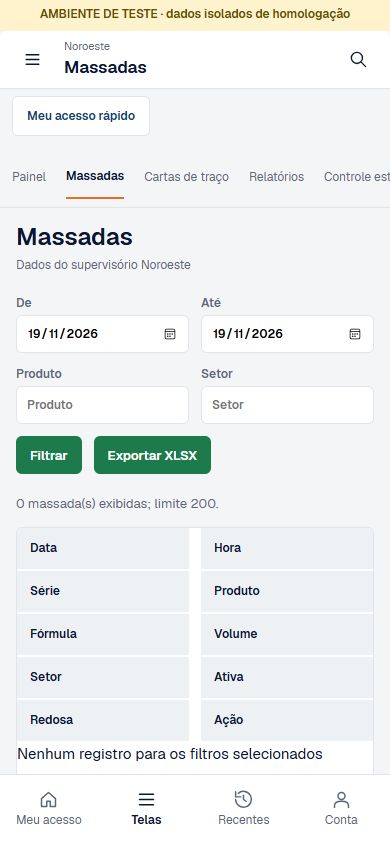 AMBIENTE DE TESTE · dados isolados de homologação
Noroeste
Massadas
Meu acesso rápido
Painel Massadas Cartas de traço Relatórios Controle est
Massadas
Dados do supervisório Noroeste
De Até
19/11/2026 19/11/2026
Produto Setor
Produto Setor
Filtrar Exportar XLSX
0 massada(s) exibidas; limite 200.
Data Hora
Série Produto
Fórmula Volume
Setor Ativa
Redosa Ação
Nenhum registro para os filtros selecionados
Meu acesso Telas Recentes Conta